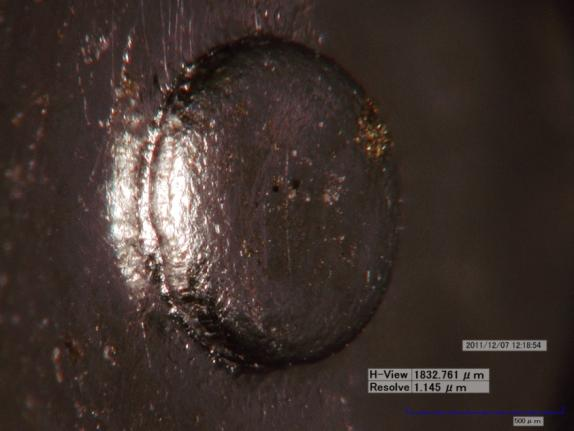 2011/12/07 12:18:54
H-View 1832.761 μm
Resolve 1.145 μm
500 μm